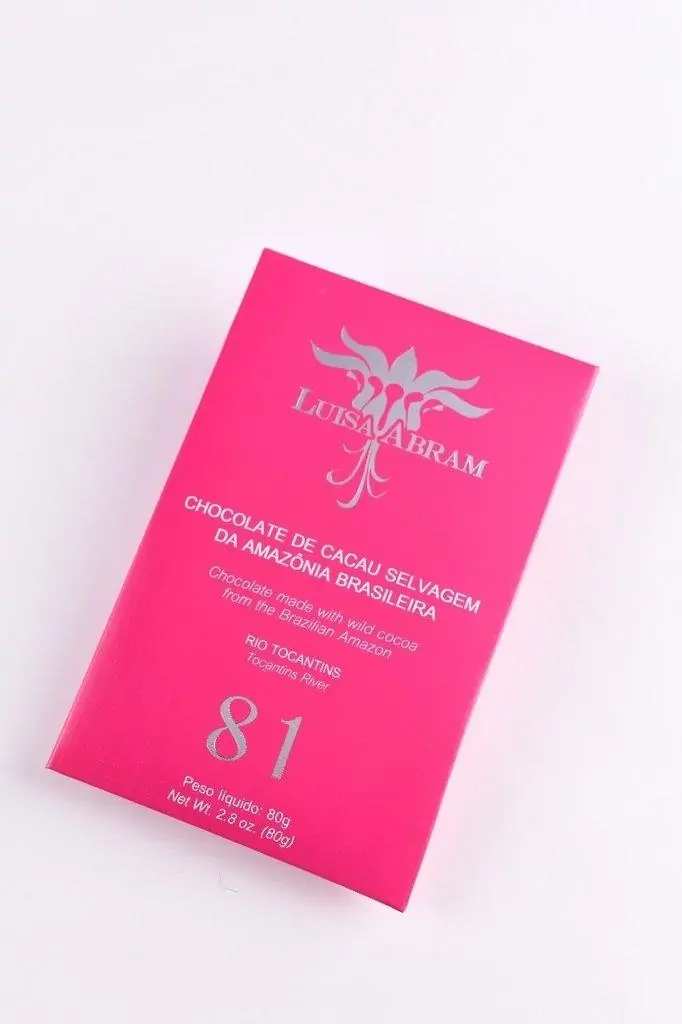 LUISA ABRAM
CHOCOLATE DE CACAU SELVAGEM
DA AMAZÔNIA BRASILEIRA
Chocolate made with wild cocoa
from the Brazilian Amazon
RIO TOCANTINS
Tocantins River
81
Peso líquido: 80g
Net Wt. 2.8 oz. (80g)